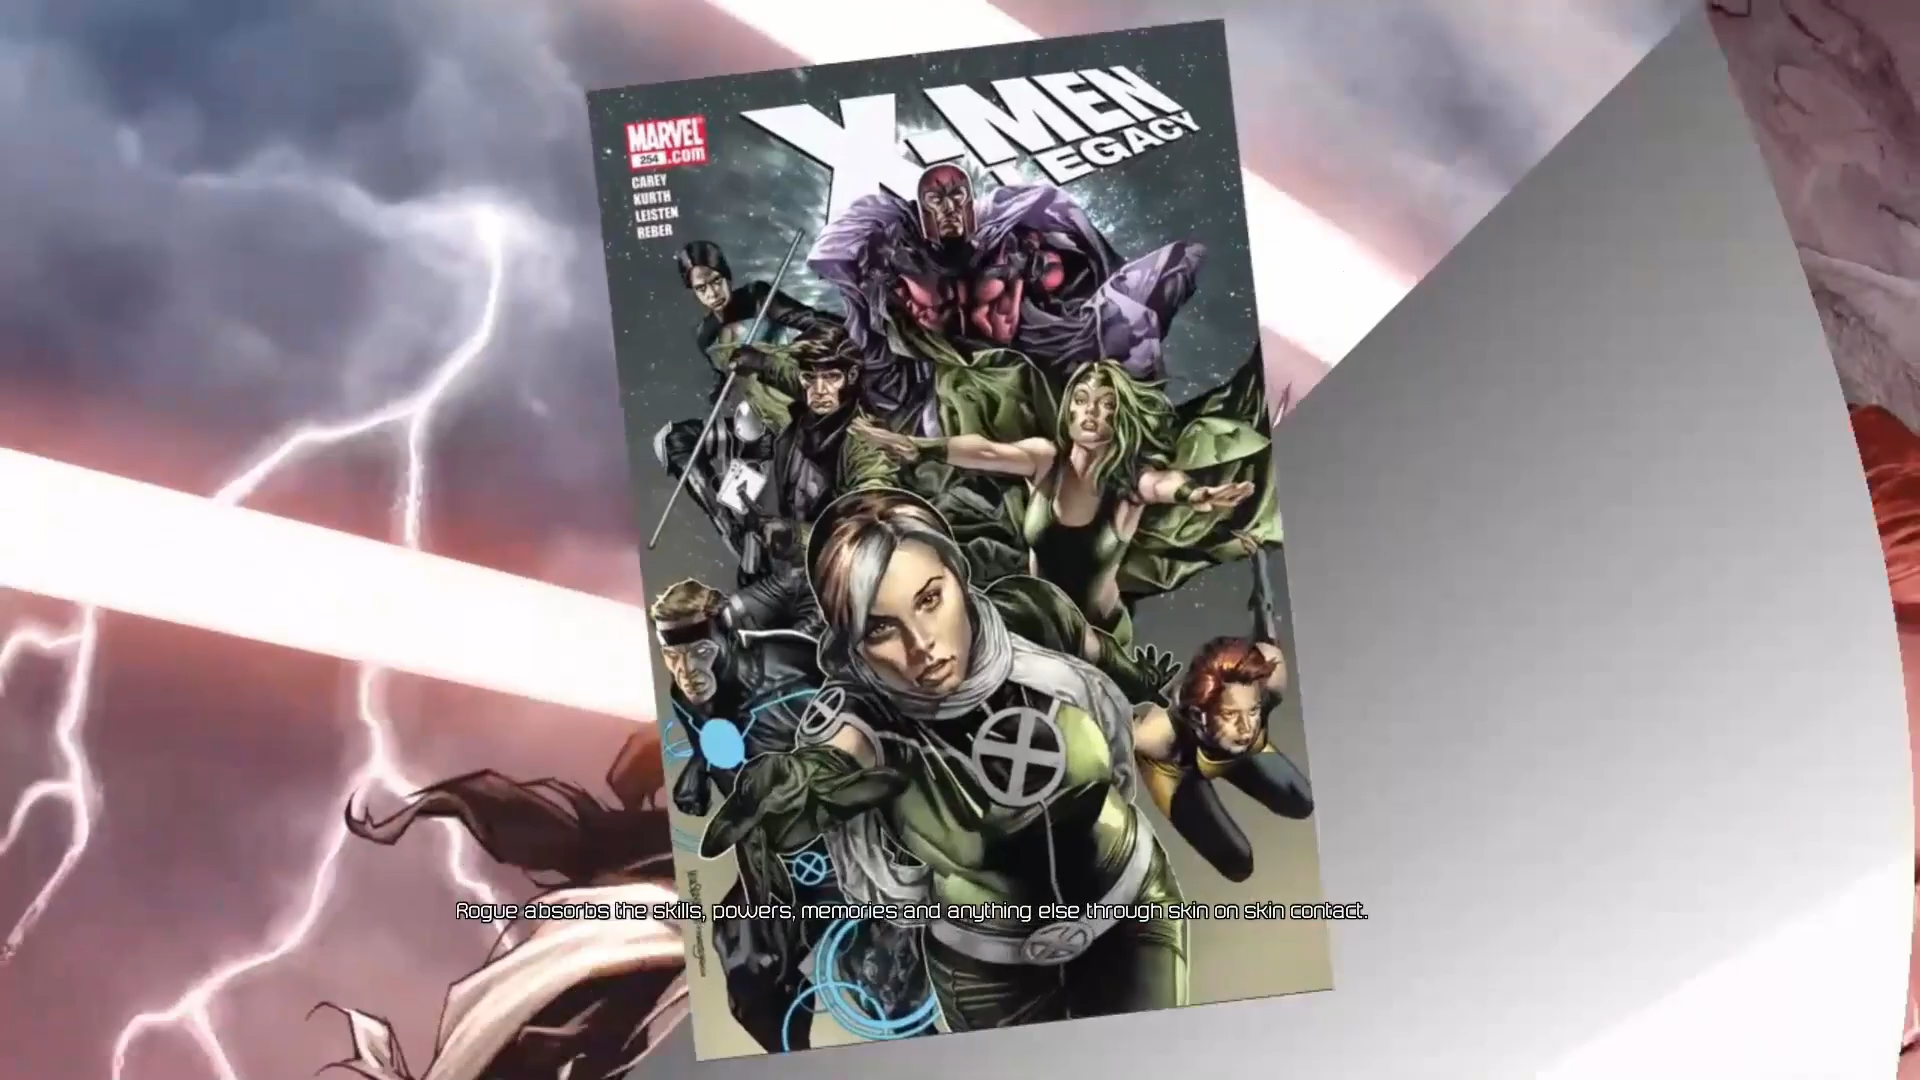 X-MEN
LEGACY
MARVEL
254 .com
CAREY
KURTH
LEISTEN
REBER
Rogue absorbs the skills, powers, memories and anything else through skin on skin contact.